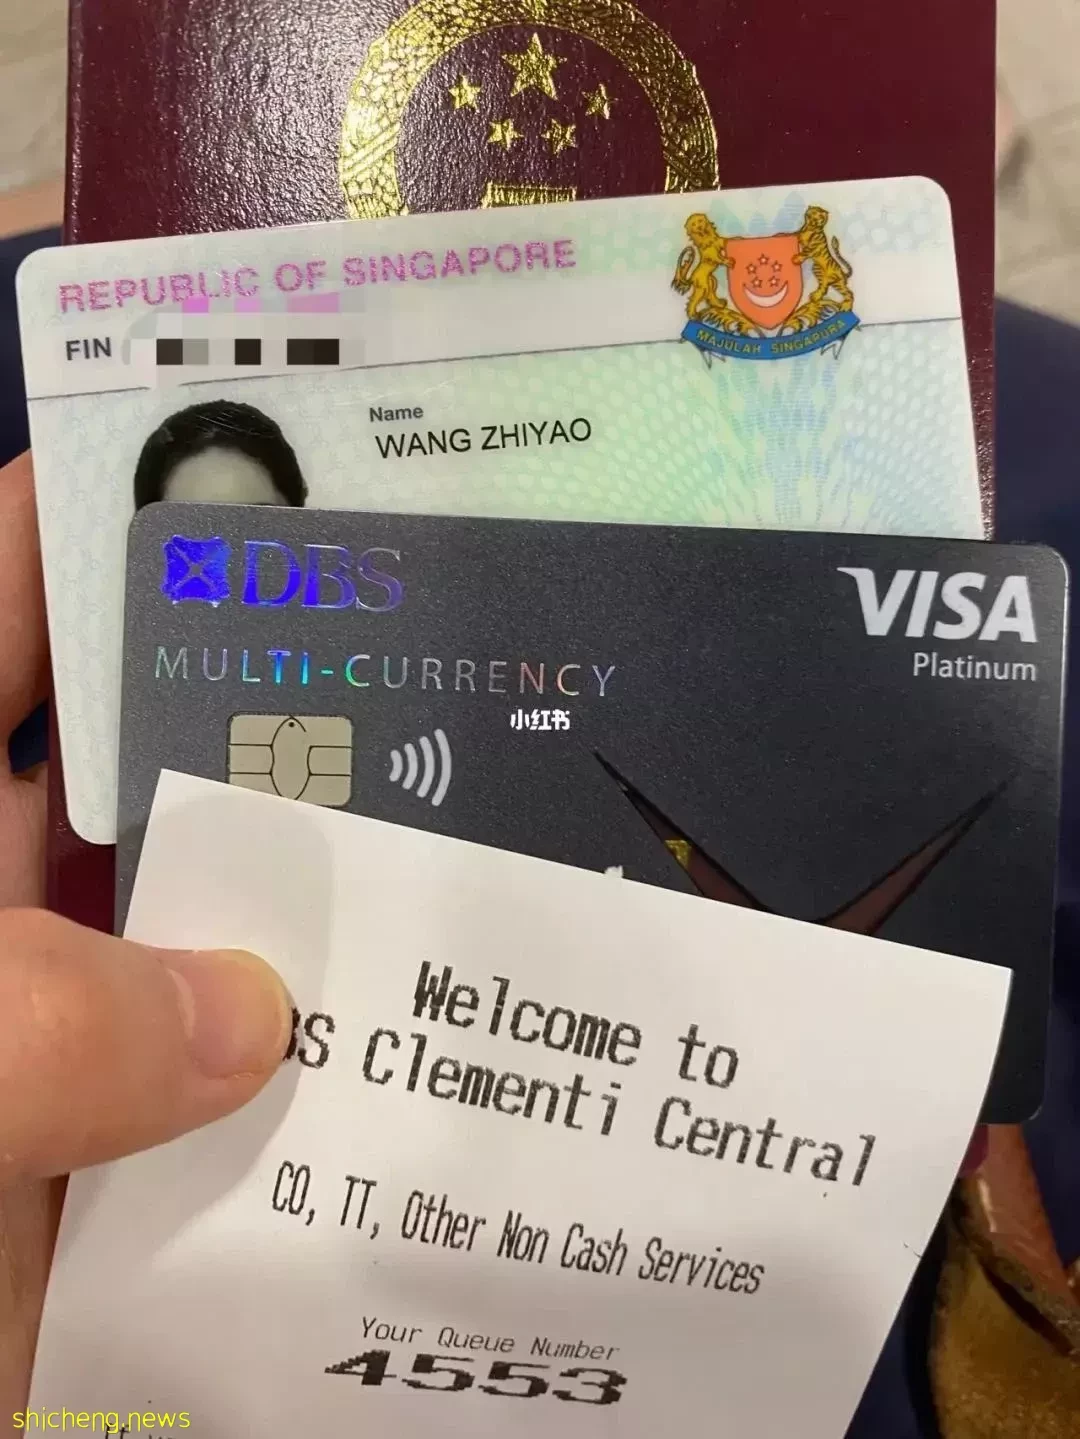 REPUBLIC OF SINGAPORE
FIN
MAJULAH SINGAPURA
Name
WANG ZHIYAO
DBS
VISA
Platinum
MULTI-CURRENCY
小红书
Welcome to
BS Clementi Central
CO, TT, Other Non Cash Services
Your Queue Number
4553
shicheng.news